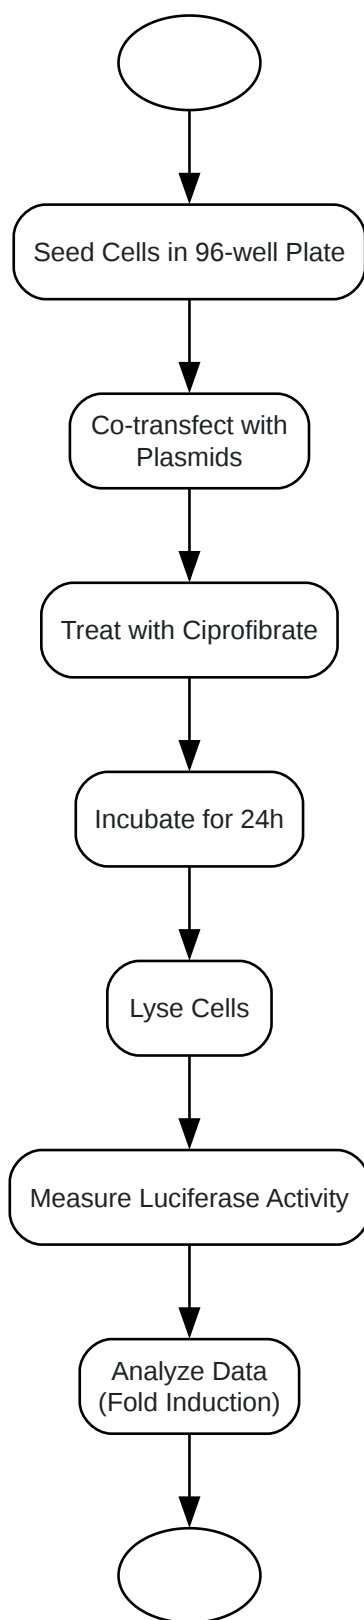 Seed Cells in 96-well Plate
Co-transfect with
Plasmids
Treat with Ciprofibrate
Incubate for 24h
Lyse Cells
Measure Luciferase Activity
Analyze Data
(Fold Induction)